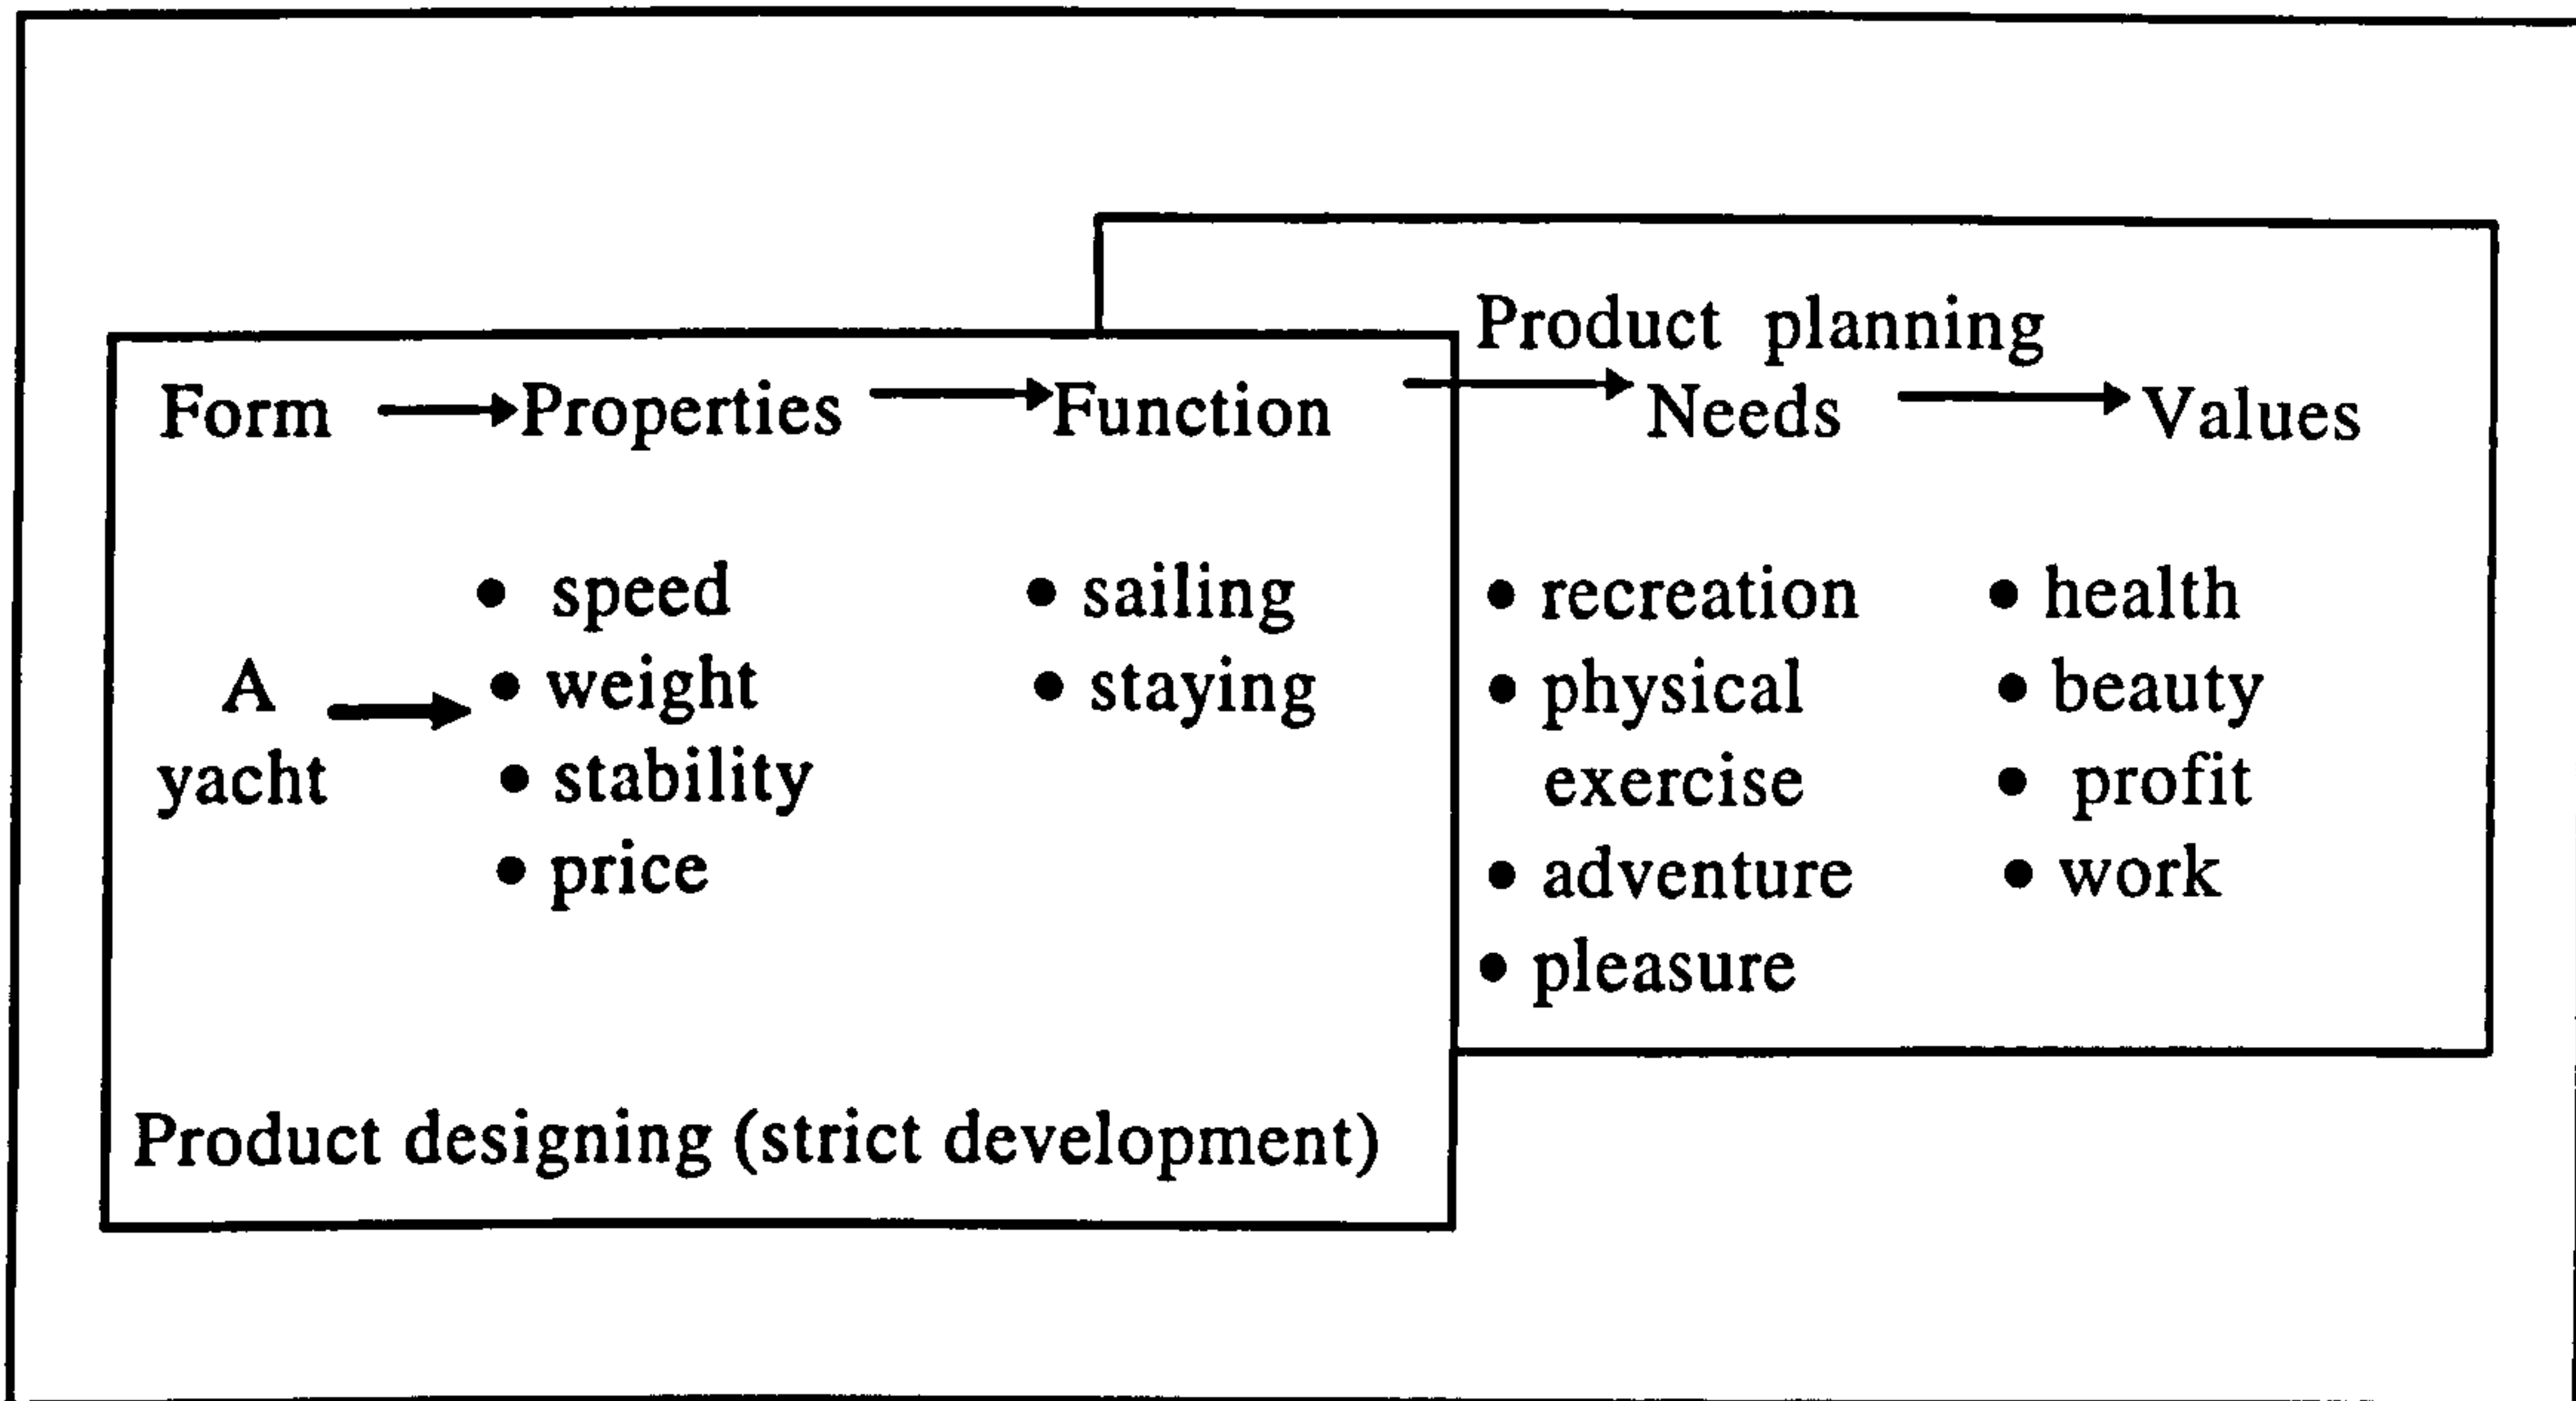 Product planning
Form → Properties → Function → Needs → Values
• speed • sailing • recreation • health
A → • weight • staying • physical • beauty
yacht • stability exercise • profit
• price • adventure • work
• pleasure
Product designing (strict development)